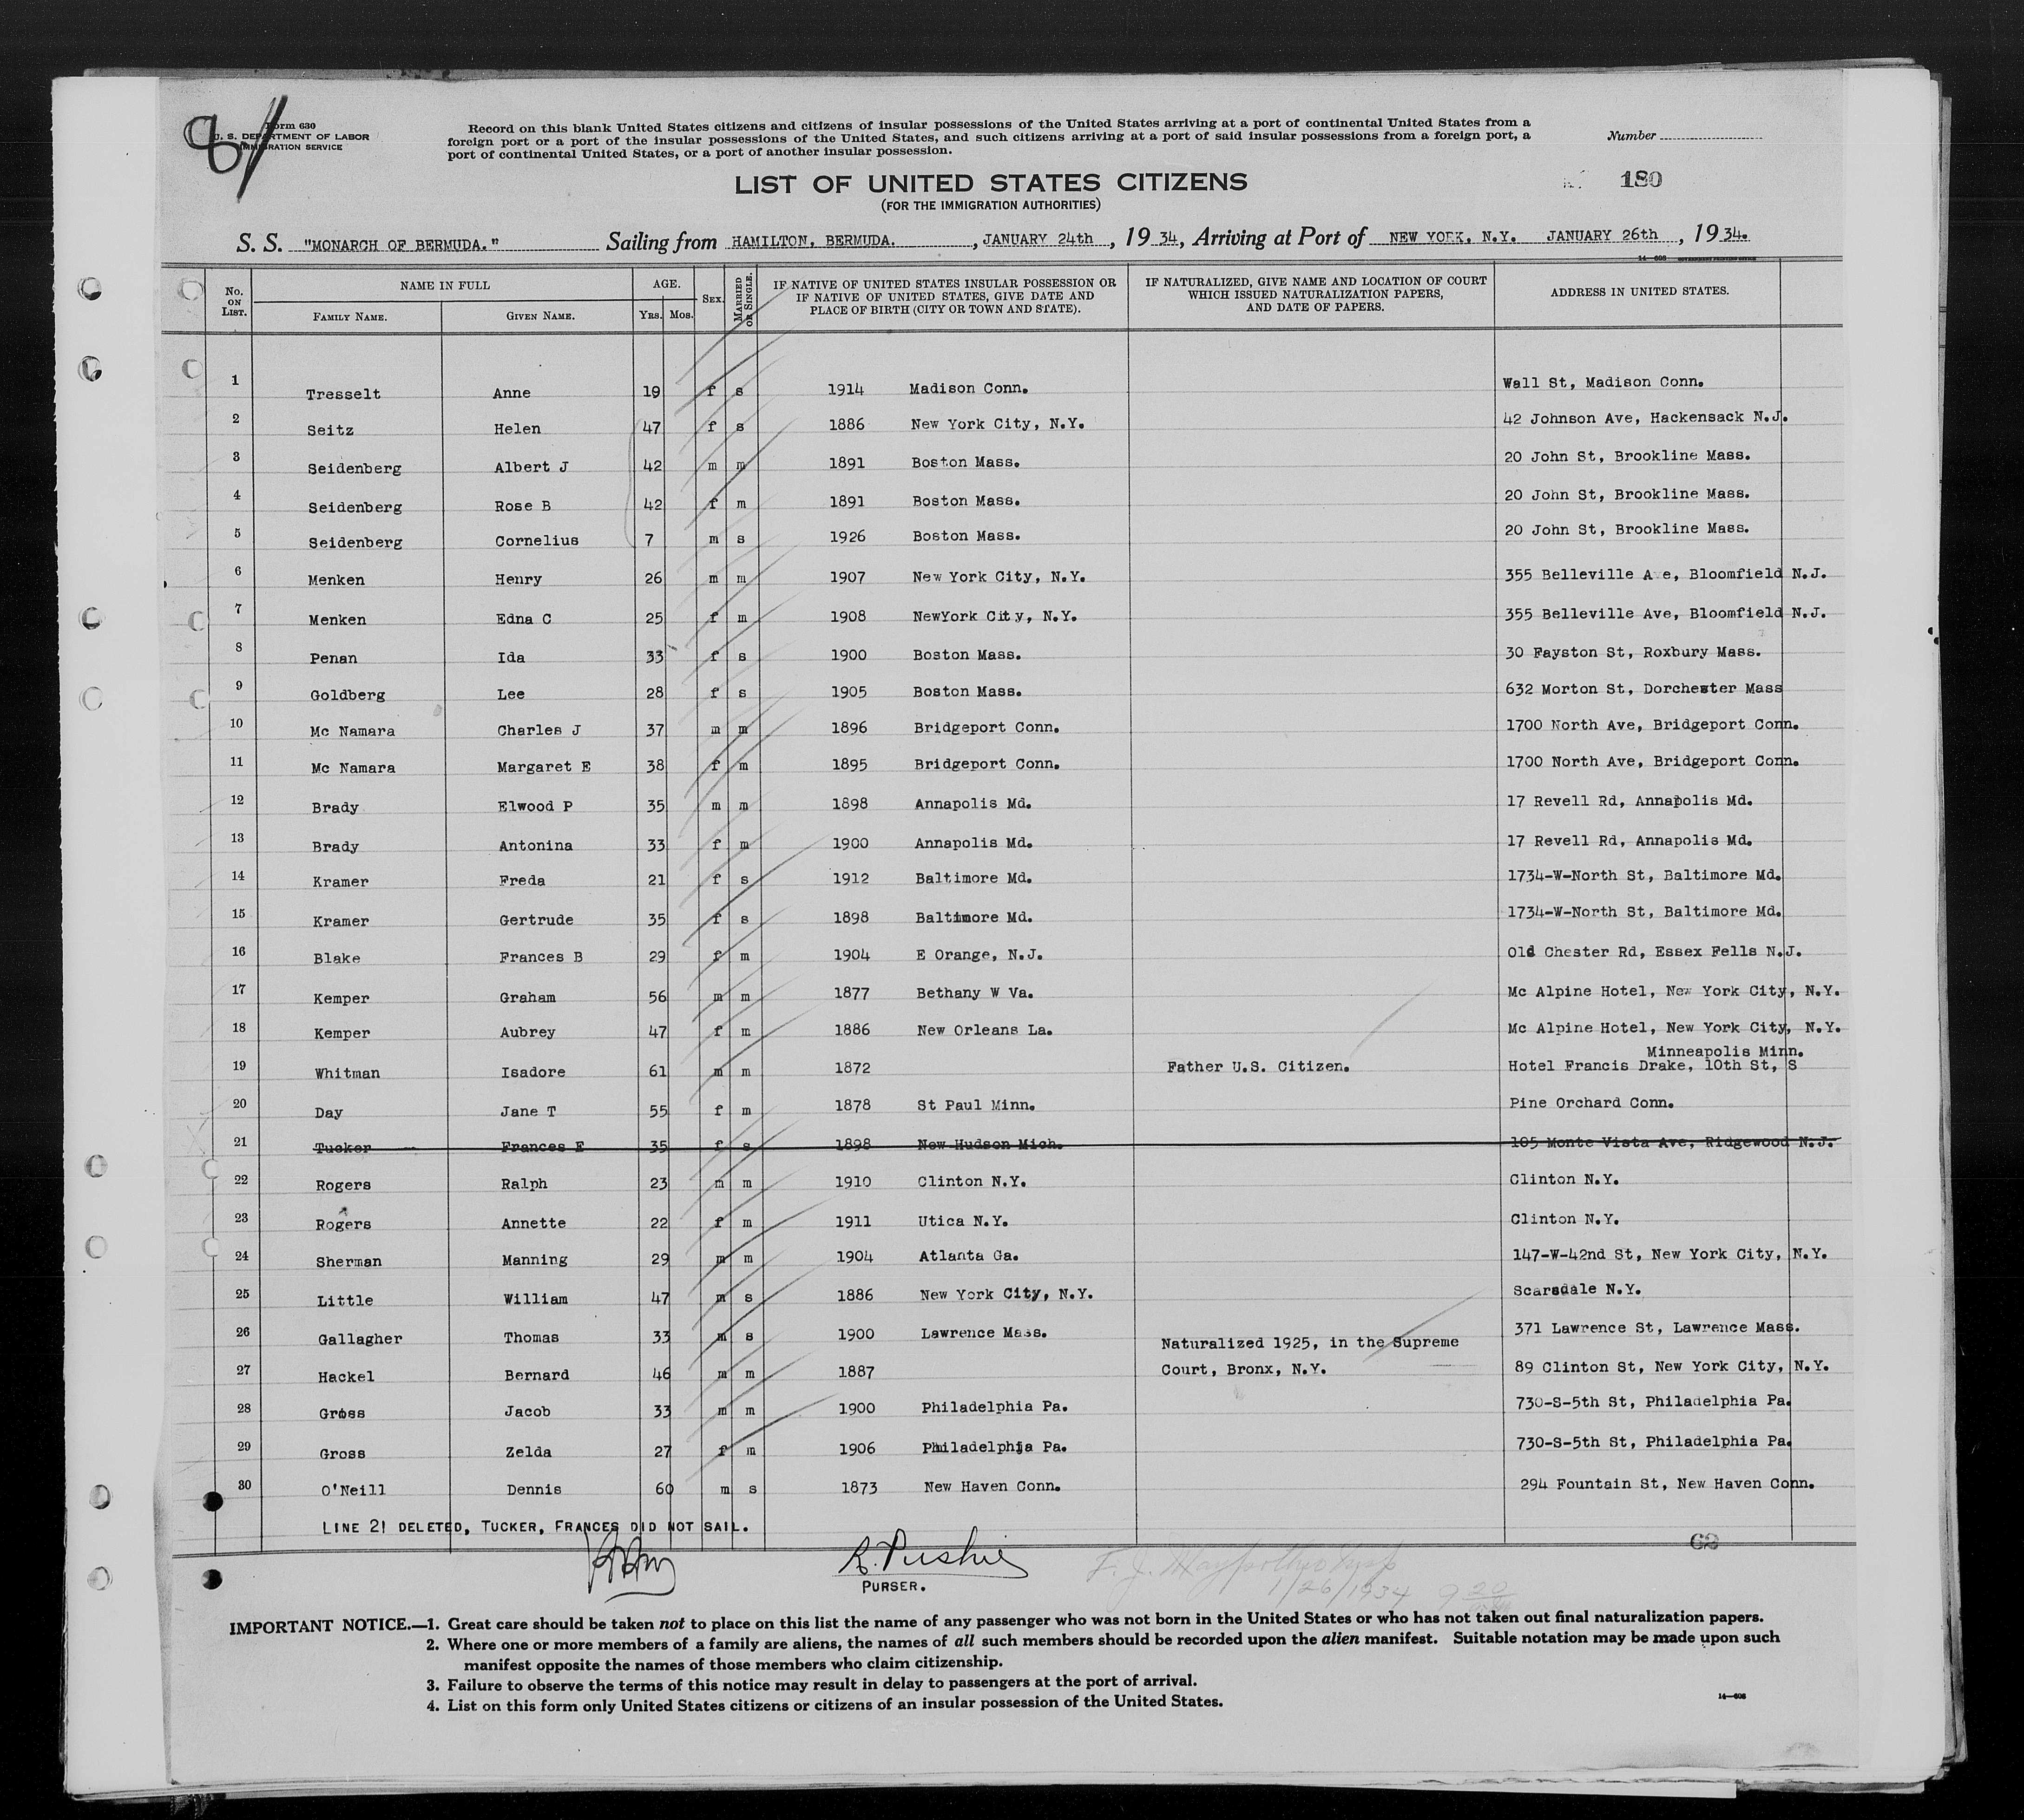 81
Form 630
U. S. DEPARTMENT OF LABOR
IMMIGRATION SERVICE
Record on this blank United States citizens and citizens of insular possessions of the United States arriving at a port of continental United States from a
foreign port or a port of the insular possessions of the United States, and such citizens arriving at a port of said insular possessions from a foreign port, a
port of continental United States, or a port of another insular possession.
Number
180
LIST OF UNITED STATES CITIZENS
(FOR THE IMMIGRATION AUTHORITIES)
S. S. "MONARCH OF BERMUDA." Sailing from HAMILTON, BERMUDA. , JANUARY 24th , 19 34, Arriving at Port of NEW YORK, N.Y. JANUARY 26th , 19 34.
14—608 GOVERNMENT PRINTING OFFICE
No. ON LIST. NAME IN FULL FAMILY NAME. GIVEN NAME. AGE. Yrs. Mos. SEX. MARRIED OR SINGLE. IF NATIVE OF UNITED STATES INSULAR POSSESSION OR IF NATIVE OF UNITED STATES, GIVE DATE AND PLACE OF BIRTH (CITY OR TOWN AND STATE). IF NATURALIZED, GIVE NAME AND LOCATION OF COURT WHICH ISSUED NATURALIZATION PAPERS, AND DATE OF PAPERS. ADDRESS IN UNITED STATES.
1 Tresselt Anne 19 f s 1914 Madison Conn. Wall St, Madison Conn.
2 Seitz Helen 47 f s 1886 New York City, N.Y. 42 Johnson Ave, Hackensack N.J.
3 Seidenberg Albert J 42 m m 1891 Boston Mass. 20 John St, Brookline Mass.
4 Seidenberg Rose B 42 f m 1891 Boston Mass. 20 John St, Brookline Mass.
5 Seidenberg Cornelius 7 m s 1926 Boston Mass. 20 John St, Brookline Mass.
6 Menken Henry 26 m m 1907 New York City, N.Y. 355 Belleville A e, Bloomfield N.J.
7 Menken Edna C 25 f m 1908 NewYork City, N.Y. 355 Belleville Ave, Bloomfield N.J.
8 Penan Ida 33 f s 1900 Boston Mass. 30 Fayston St, Roxbury Mass.
9 Goldberg Lee 28 f s 1905 Boston Mass. 632 Morton St, Dorchester Mass
10 Mc Namara Charles J 37 m m 1896 Bridgeport Conn. 1700 North Ave, Bridgeport Conn.
11 Mc Namara Margaret E 38 f m 1895 Bridgeport Conn. 1700 North Ave, Bridgeport Conn.
12 Brady Elwood P 35 m m 1898 Annapolis Md. 17 Revell Rd, Annapolis Md.
13 Brady Antonina 33 f m 1900 Annapolis Md. 17 Revell Rd, Annapolis Md.
14 Kramer Freda 21 f s 1912 Baltimore Md. 1734-W-North St, Baltimore Md.
15 Kramer Gertrude 35 f s 1898 Baltimore Md. 1734-W-North St, Baltimore Md.
16 Blake Frances B 29 f m 1904 E Orange, N.J. Old Chester Rd, Essex Fells N.J.
17 Kemper Graham 56 m m 1877 Bethany W Va. Mc Alpine Hotel, New York City, N.Y.
18 Kemper Aubrey 47 f m 1886 New Orleans La. Mc Alpine Hotel, New York City, N.Y.
Minneapolis Minn.
19 Whitman Isadore 61 m m 1872 Father U.S. Citizen. Hotel Francis Drake, 10th St, S
20 Day Jane T 55 f m 1878 St Paul Minn. Pine Orchard Conn.
21 Tucker Frances E 35 f s 1898 New Hudson Mich. 105 Monte Vista Ave, Ridgewood N.J.
22 Rogers Ralph 23 m m 1910 Clinton N.Y. Clinton N.Y.
23 Rogers Annette 22 f m 1911 Utica N.Y. Clinton N.Y.
24 Sherman Manning 29 m m 1904 Atlanta Ga. 147-W-42nd St, New York City, N.Y.
25 Little William 47 m s 1886 New York City, N.Y. Scarsdale N.Y.
26 Gallagher Thomas 33 m s 1900 Lawrence Mass. 371 Lawrence St, Lawrence Mass.
Naturalized 1925, in the Supreme
27 Hackel Bernard 46 m m 1887 Court, Bronx, N.Y. 89 Clinton St, New York City, N.Y.
28 Gross Jacob 33 m m 1900 Philadelphia Pa. 730-S-5th St, Philadelphia Pa.
29 Gross Zelda 27 f m 1906 Philadelphia Pa. 730-S-5th St, Philadelphia Pa.
30 O'Neill Dennis 60 m s 1873 New Haven Conn. 294 Fountain St, New Haven Conn.
LINE 21 DELETED, TUCKER, FRANCES DID NOT SAIL.
62
PURSER.
1/26/1934
IMPORTANT NOTICE.—1. Great care should be taken not to place on this list the name of any passenger who was not born in the United States or who has not taken out final naturalization papers.
2. Where one or more members of a family are aliens, the names of all such members should be recorded upon the alien manifest. Suitable notation may be made upon such
manifest opposite the names of those members who claim citizenship.
3. Failure to observe the terms of this notice may result in delay to passengers at the port of arrival.
4. List on this form only United States citizens or citizens of an insular possession of the United States.
14—608